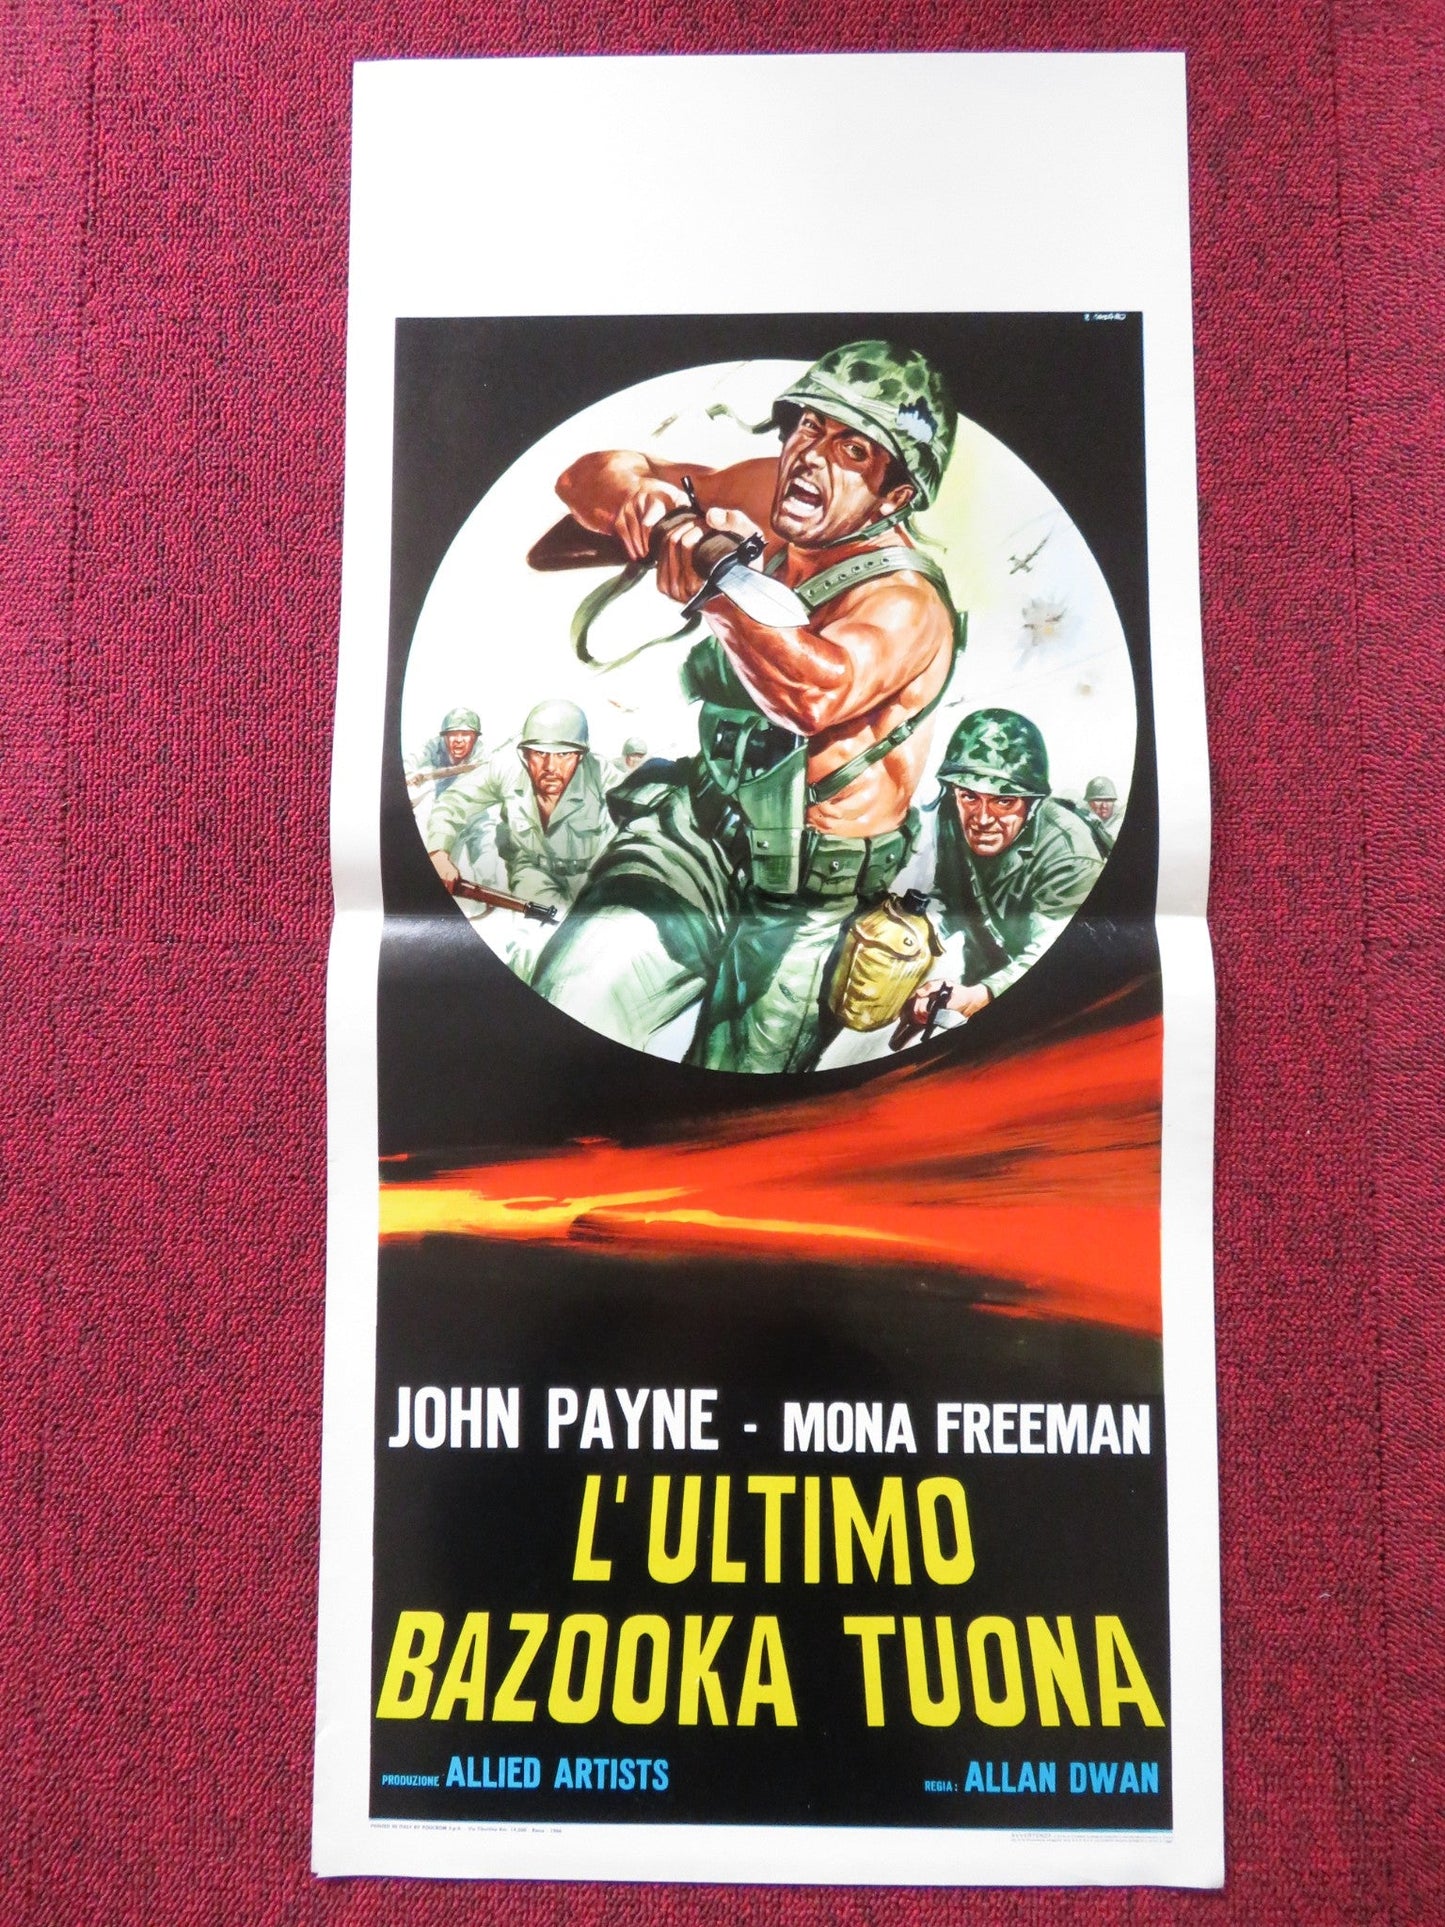 JOHN PAYNE - MONA FREEMAN
L'ULTIMO
BAZOOKA TUONA
PRODUZIONE ALLIED ARTISTS
REGIA: ALLAN DWAN